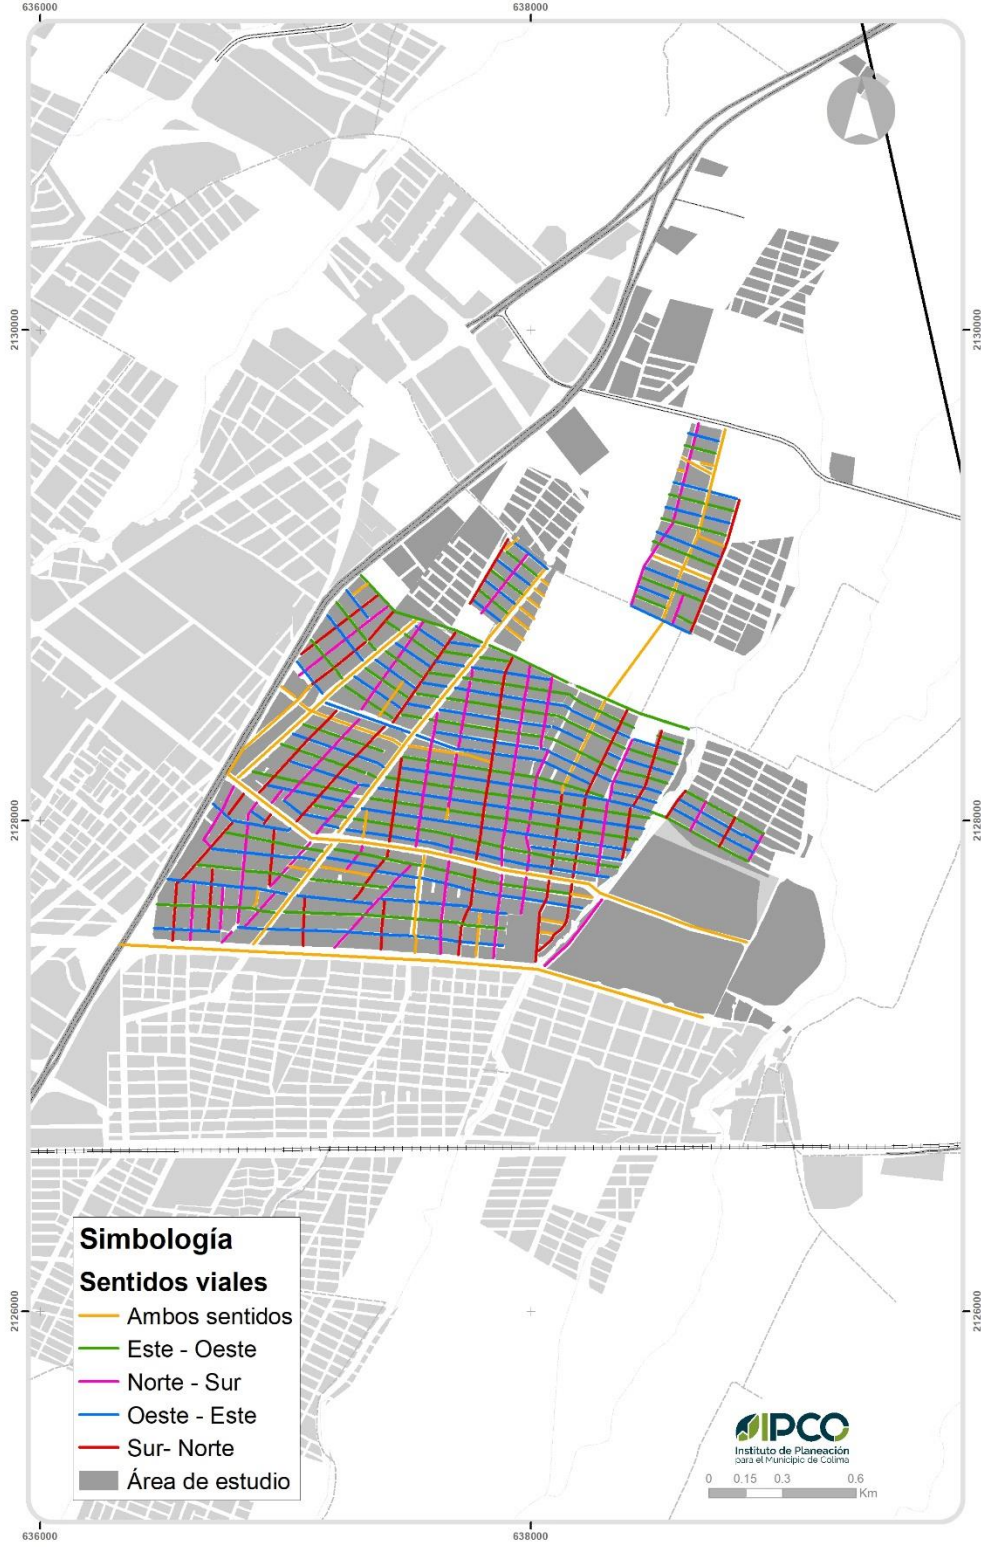 636000
638000
2130000
2130000
2128000
2128000
2126000
2126000
Simbología
Sentidos viales
Ambos sentidos
Este - Oeste
Norte - Sur
Oeste - Este
Sur- Norte
Área de estudio
IPCO
Instituto de Planeación
para el Municipio de Colima
0 0.15 0.3 0.6
Km
636000
638000